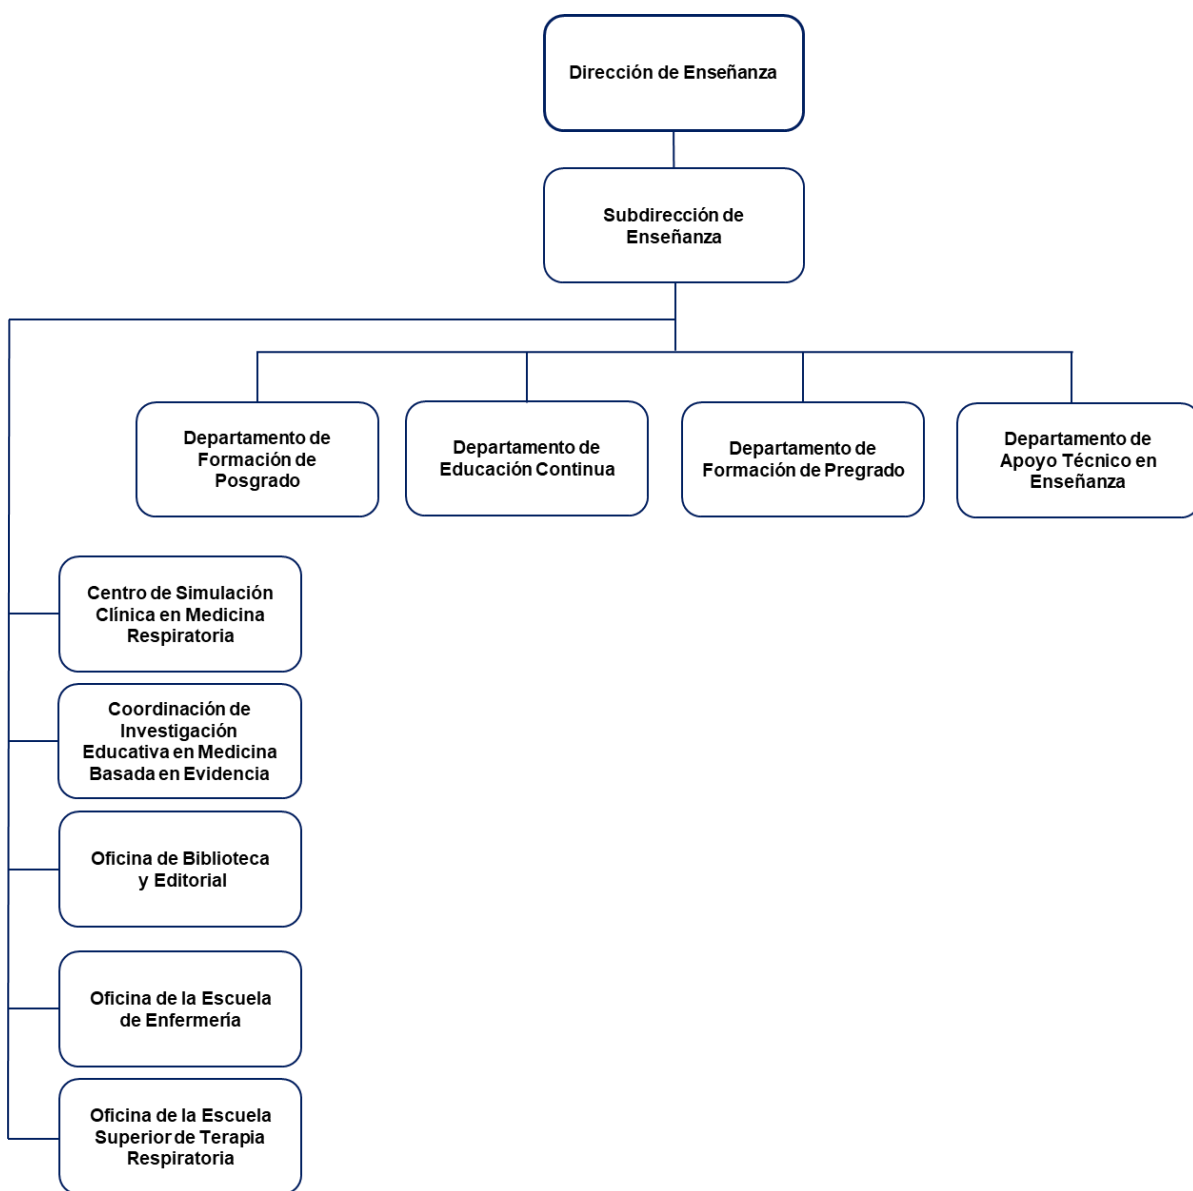 Dirección de Enseñanza
Subdirección de
Enseñanza
Departamento de
Formación de
Posgrado
Departamento de
Educación Continua
Departamento de
Formación de Pregrado
Departamento de
Apoyo Técnico en
Enseñanza
Centro de Simulación
Clínica en Medicina
Respiratoria
Coordinación de
Investigación
Educativa en Medicina
Basada en Evidencia
Oficina de Biblioteca
y Editorial
Oficina de la Escuela
de Enfermería
Oficina de la Escuela
Superior de Terapia
Respiratoria